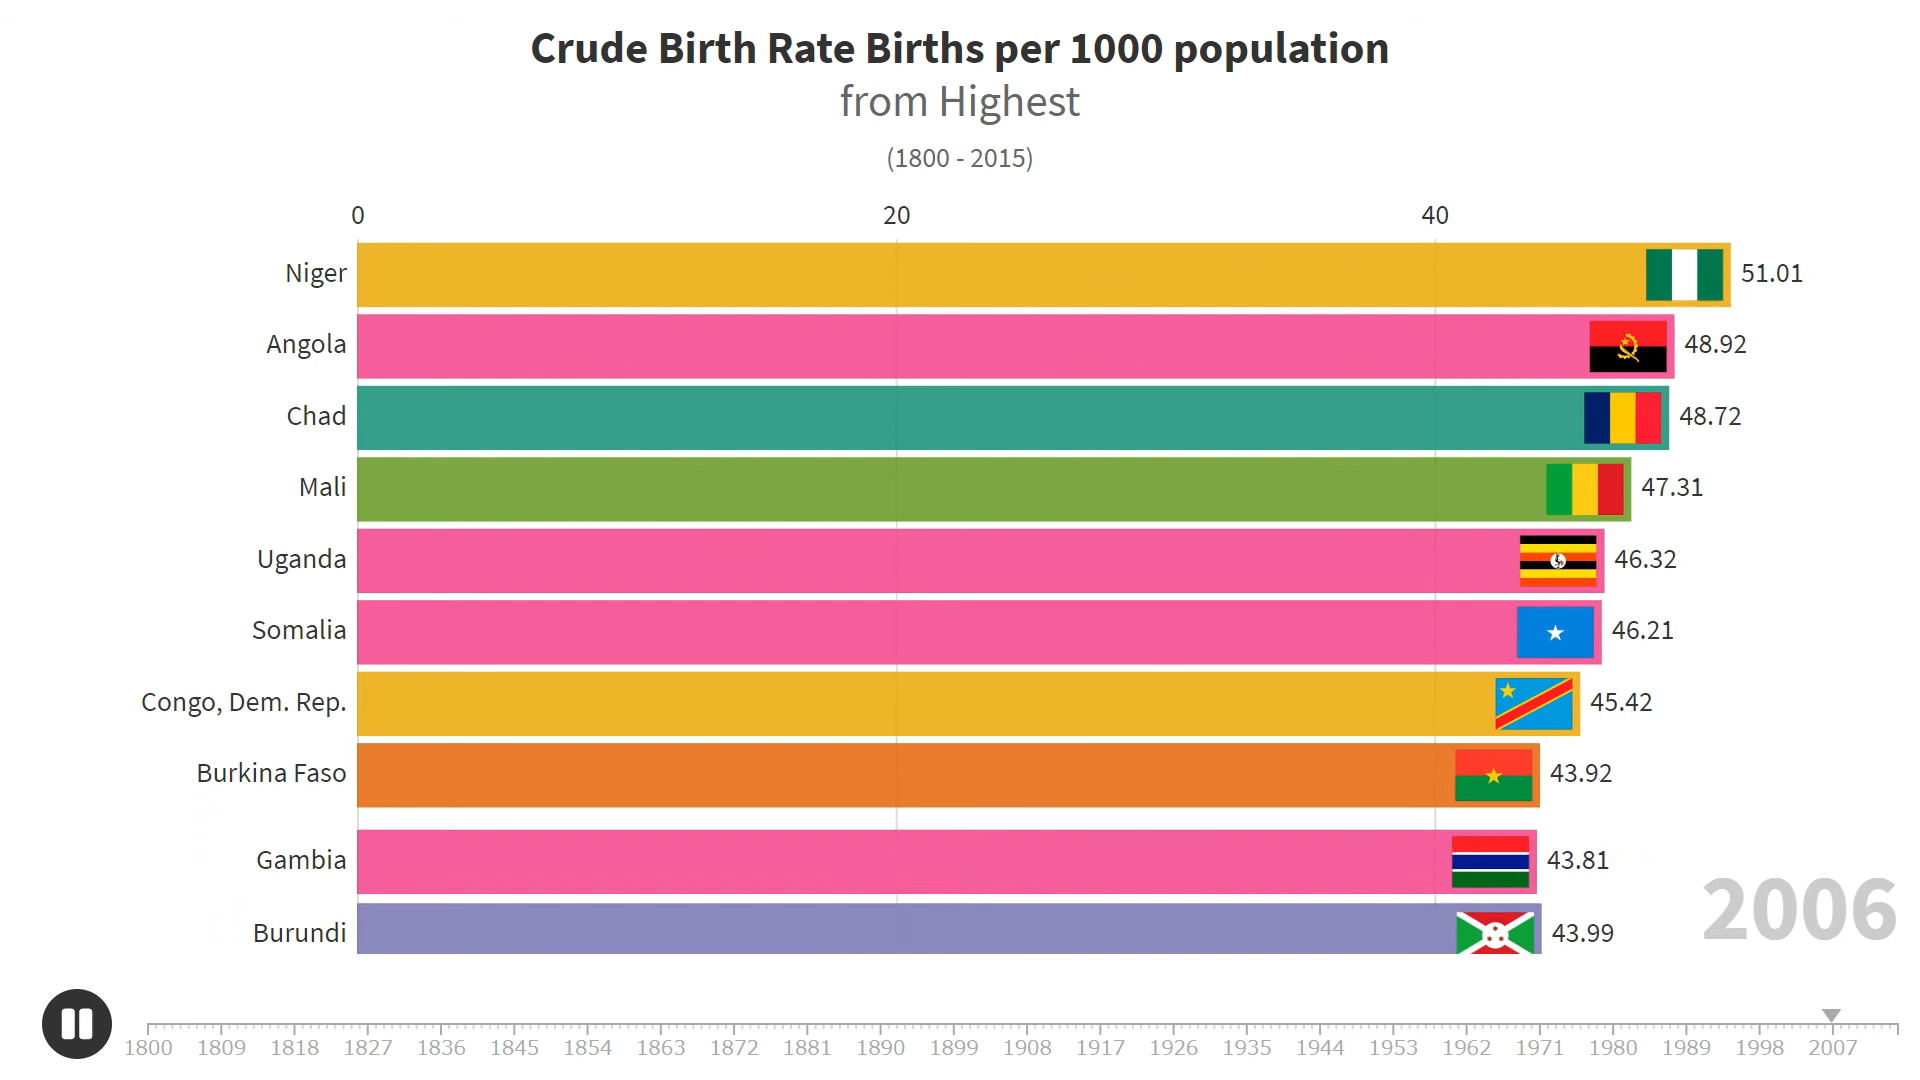 Crude Birth Rate Births per 1000 population
from Highest
(1800 - 2015)
0 20 40
Niger 51.01
Angola 48.92
Chad 48.72
Mali 47.31
Uganda 46.32
Somalia 46.21
Congo, Dem. Rep. 45.42
Burkina Faso 43.92
Gambia 43.81
Burundi 43.99
2006
1800 1809 1818 1827 1836 1845 1854 1863 1872 1881 1890 1899 1908 1917 1926 1935 1944 1953 1962 1971 1980 1989 1998 2007